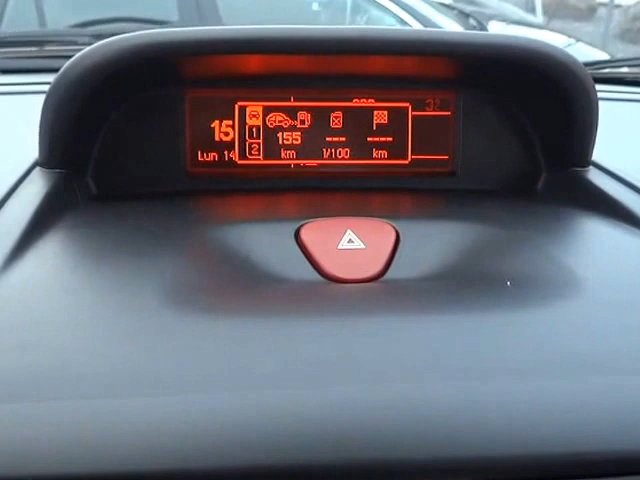 15
Lun 14
1
2
155 --- ---
km 1/100 km